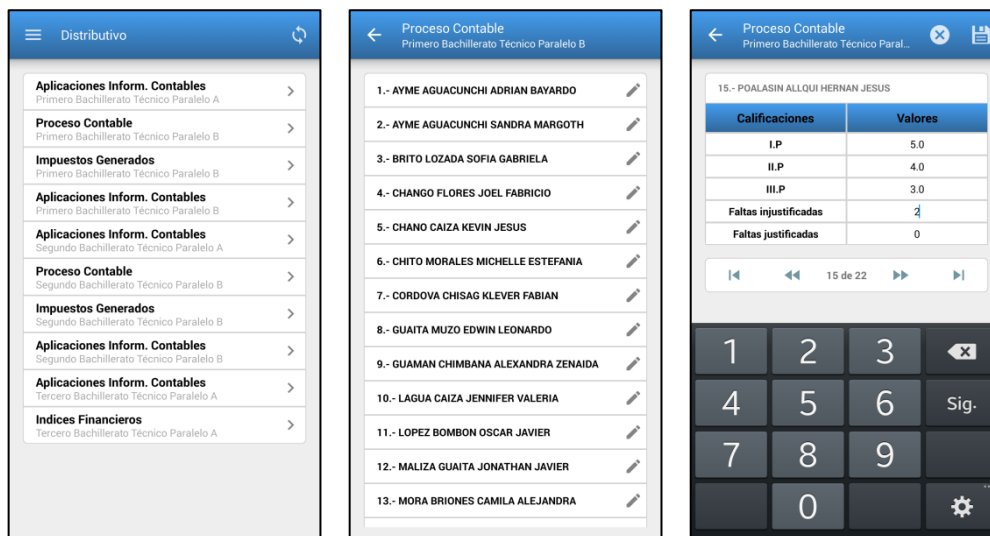 Distributivo
Aplicaciones Inform. Contables
Primero Bachillerato Técnico Paralelo A
Proceso Contable
Primero Bachillerato Técnico Paralelo B
Impuestos Generados
Primero Bachillerato Técnico Paralelo B
Aplicaciones Inform. Contables
Primero Bachillerato Técnico Paralelo B
Aplicaciones Inform. Contables
Segundo Bachillerato Técnico Paralelo A
Proceso Contable
Segundo Bachillerato Técnico Paralelo B
Impuestos Generados
Segundo Bachillerato Técnico Paralelo B
Aplicaciones Inform. Contables
Segundo Bachillerato Técnico Paralelo B
Aplicaciones Inform. Contables
Tercero Bachillerato Técnico Paralelo A
Indices Financieros
Tercero Bachillerato Técnico Paralelo A
Proceso Contable
Primero Bachillerato Técnico Paralelo B
1.- AYME AGUACUNCHI ADRIAN BAYARDO
2.- AYME AGUACUNCHI SANDRA MARGOTH
3.- BRITO LOZADA SOFIA GABRIELA
4.- CHANGO FLORES JOEL FABRICIO
5.- CHANO CAIZA KEVIN JESUS
6.- CHITO MORALES MICHELLE ESTEFANIA
7.- CORDOVA CHISAG KLEVER FABIAN
8.- GUAITA MUZO EDWIN LEONARDO
9.- GUAMAN CHIMBANA ALEXANDRA ZENAIDA
10.- LAGUA CAIZA JENNIFER VALERIA
11.- LOPEZ BOMBON OSCAR JAVIER
12.- MALIZA GUAITA JONATHAN JAVIER
13.- MORA BRIONES CAMILA ALEJANDRA
Proceso Contable
Primero Bachillerato Técnico Paral...
15.- POALASIN ALLQUI HERNAN JESUS
Calificaciones Valores
I.P 5.0
II.P 4.0
III.P 3.0
Faltas injustificadas 2
Faltas justificadas 0
15 de 22
1 2 3
4 5 6 Sig.
7 8 9
0